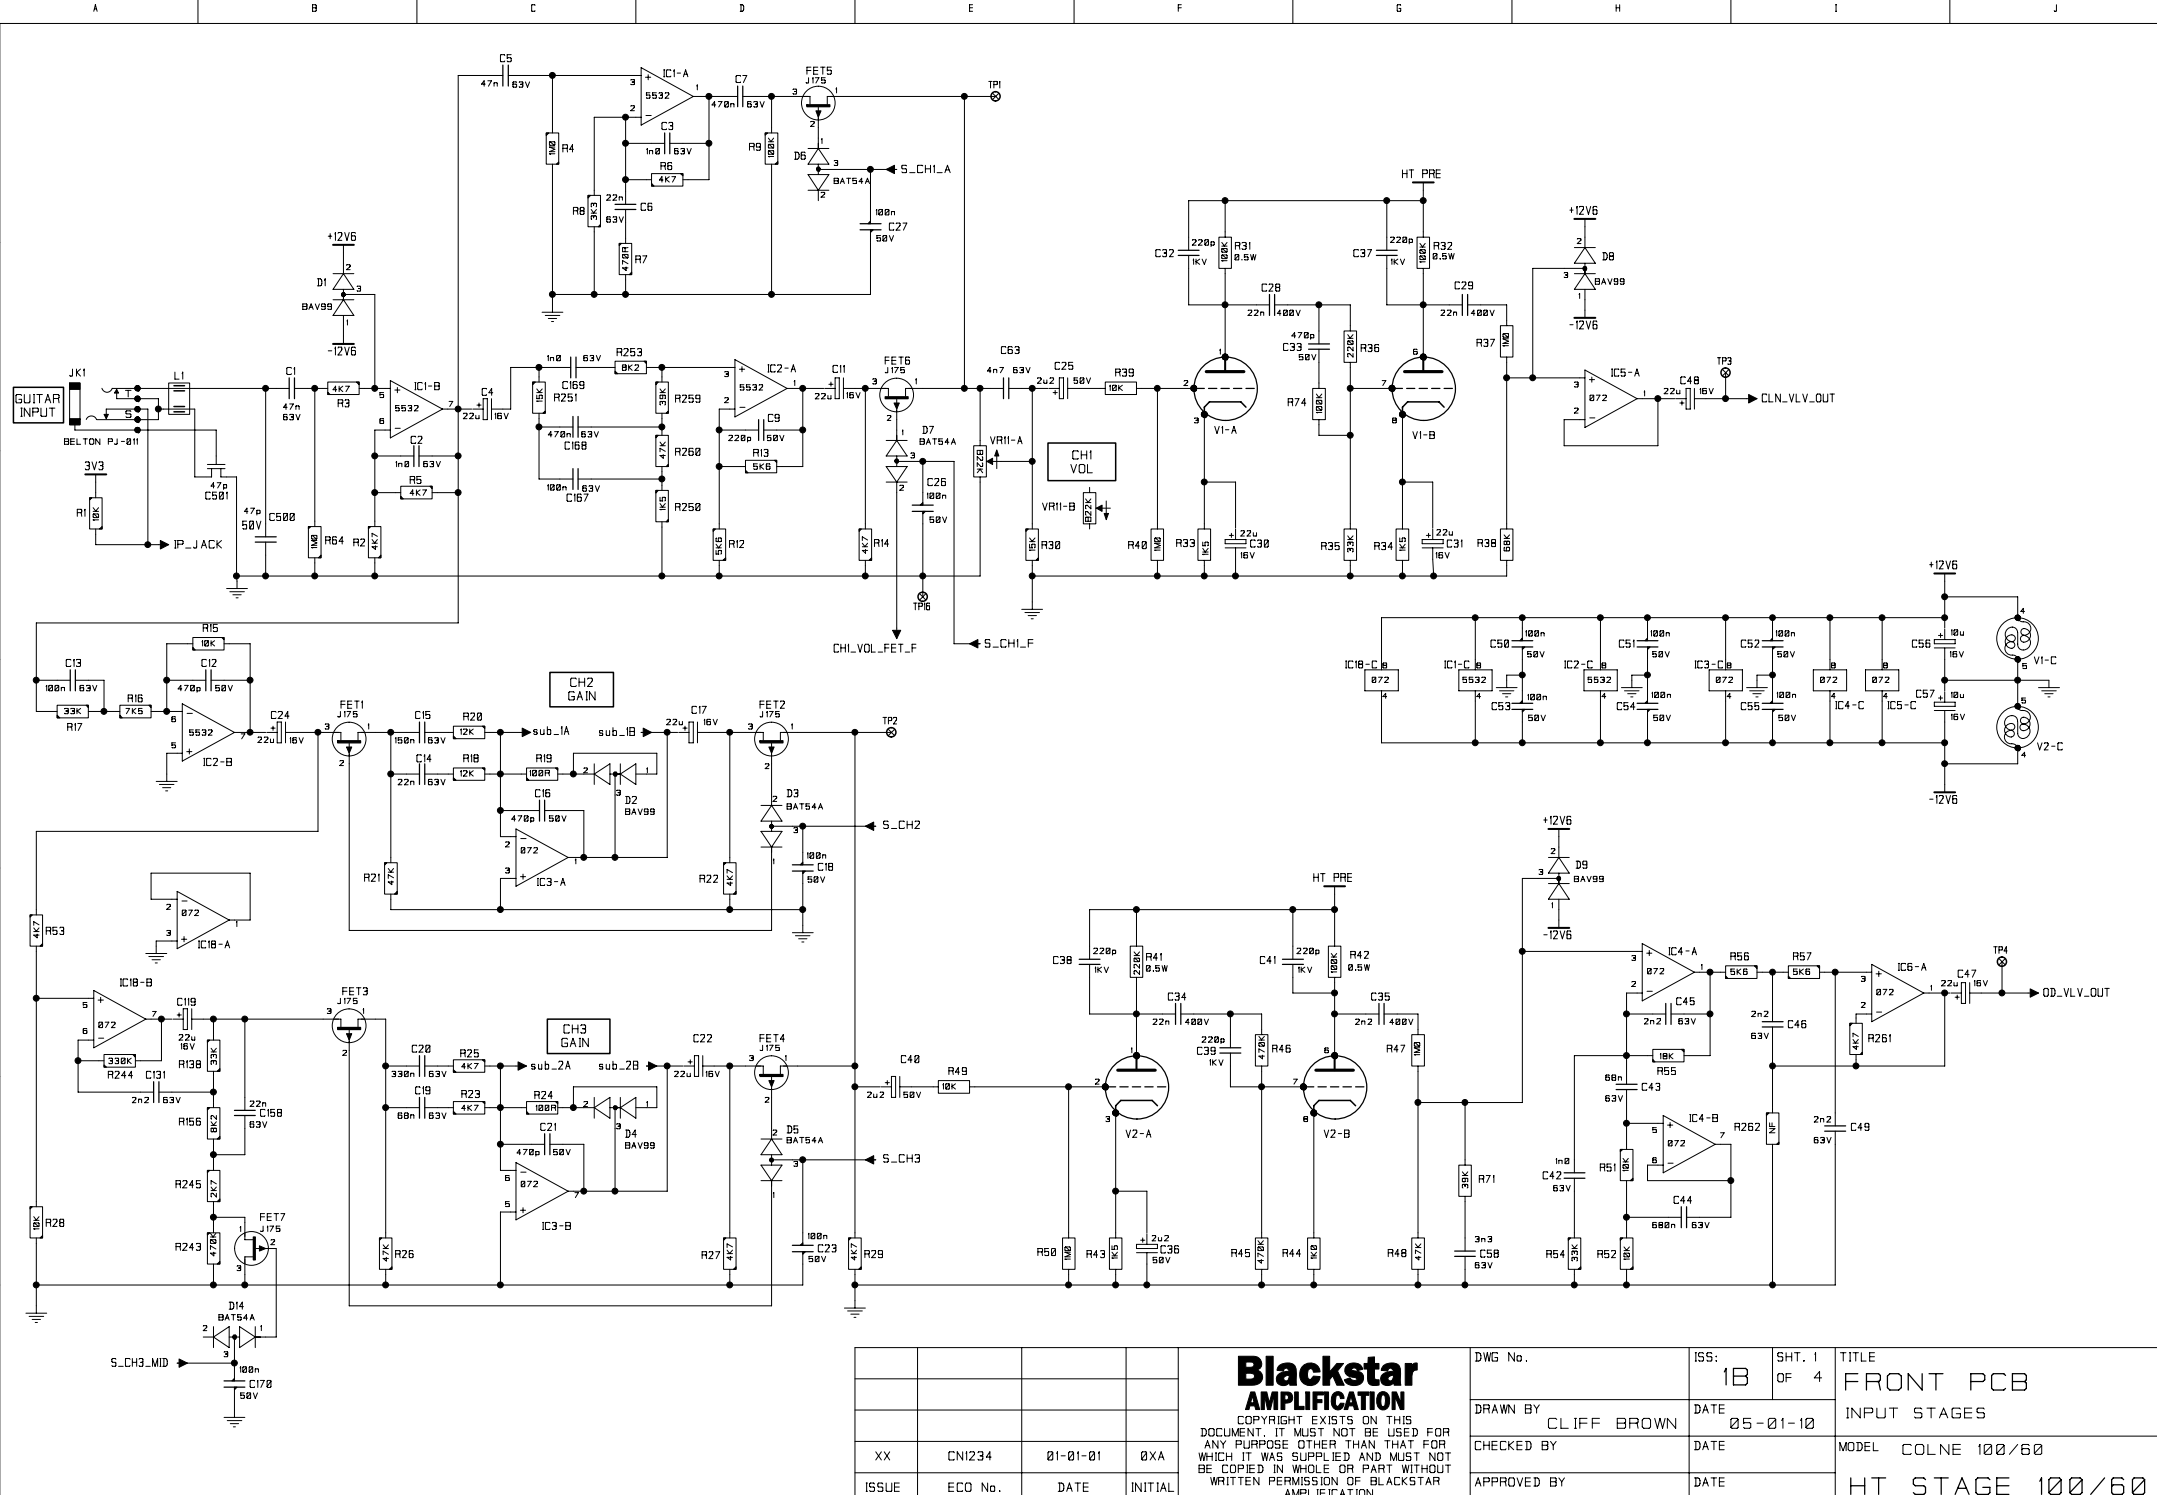 A B C D E F G H I J
GUITAR INPUT
JK1
BELTON PJ-011
T
S
L1
3V3
R1 10K
IP_JACK
47p C501
C1 47n 63V
47p 50V C500
R64 1M0
R3 4K7
+12V6
D1
BAV99
-12V6
IC1-B 5532
C2 1n0 63V
R5 4K7
R2 4K7
C5 47n 63V
R4 1M0
IC1-A 5532
C3 1n0 63V
R6 4K7
R8 3K3
22n 63V C6
470R R7
C7 470n 63V
R9 100K
FET5 J175
D6 BAT54A
S_CH1_A
100n C27 50V
TP1
C4 22u 16V
1n0 63V C169
R253 8K2
15K R251
470n 63V C168
100n 63V C167
39K R259
47K R260
1K5 R250
IC2-A 5532
C9 220p 50V
R13 5K6
5K6 R12
C11 22u 16V
FET6 J175
4K7 R14
D7 BAT54A
C26 100n 50V
TP16
CH1_VOL_FET_F
S_CH1_F
C63 4n7 63V
VR11-A B22K
CH1 VOL
VR11-B B22K
15K R30
C25 2u2 50V
R39 10K
R40 1M0
V1-A
R33 1K5
22u C30 16V
C32 220p 1KV
R31 100K 0.5W
HT PRE
C28 22n 400V
470p C33 50V
220K R36
R74 100K
R35 33K
V1-B
R34 1K5
22u C31 16V
C37 220p 1KV
R32 100K 0.5W
C29 22n 400V
R37 1M0
R38 68K
+12V6
D8
BAV99
-12V6
IC5-A 072
C48 22u 16V
TP3
CLN_VLV_OUT
C13 100n 63V
33K R17
R16 7K5
R15 10K
C12 470p 50V
5532 IC2-B
C24 22u 16V
FET1 J175
C15 150n 63V
R20 12K
C14 22n 63V
R18 12K
CH2 GAIN
sub_1A sub_1B
R19 100R
D2 BAV99
C16 470p 50V
072 IC3-A
R21 47K
C17 22u 16V
FET2 J175
R22 4K7
D3 BAT54A
S_CH2
100n C18 50V
TP2
4K7 R53
072 IC18-A
IC18-B 072
330K R244
C131 2n2 63V
C119 22u 16V
R138 33K
R156 8K2
22n C158 63V
R245 2K7
R243 470K
FET7 J175
10K R28
D14 BAT54A
S_CH3_MID
100n C170 50V
FET3 J175
C20 330n 63V
R25 4K7
C19 68n 63V
R23 4K7
CH3 GAIN
sub_2A sub_2B
R24 100R
D4 BAV99
C21 470p 50V
072 IC3-B
47K R26
C22 22u 16V
FET4 J175
R27 4K7
D5 BAT54A
S_CH3
100n C23 50V
4K7 R29
C40 2u2 50V
R49 10K
R50 1M0
V2-A
R43 1K5
2u2 C36 50V
C38 220p 1KV
R41 220K 0.5W
HT PRE
C34 22n 400V
220p C39 1KV
470K R46
R45 470K
V2-B
R44 1K0
C41 220p 1KV
R42 100K 0.5W
C35 2n2 400V
R47 1M0
R48 47K
39K R71
3n3 C58 63V
+12V6
D9
BAV99
-12V6
IC4-A 072
C45 2n2 63V
18K R55
68n C43 63V
IC4-B 072
R51 10K
C44 680n 63V
1n0 C42 63V
R54 33K
R52 10K
R56 5K6
R57 5K6
2n2 C46
R262 NF
IC6-A
4K7 R261
2n2 63V C49
C47 22u 16V
TP4
OD_VLV_OUT
IC18-C 072
IC1-C 5532
IC2-C 5532
IC3-C 072
072 IC4-C
072 IC5-C
C50 100n 50V
C53 100n 50V
C51 100n 50V
C54 100n 50V
C52 100n 50V
C55 100n 50V
+12V6
C56 10u 16V
C57 10u 16V
-12V6
V1-C
V2-C
XX CN1234 01-01-01 0XA
ISSUE ECO No. DATE INITIAL
Blackstar
AMPLIFICATION
COPYRIGHT EXISTS ON THIS
DOCUMENT. IT MUST NOT BE USED FOR
ANY PURPOSE OTHER THAN THAT FOR
WHICH IT WAS SUPPLIED AND MUST NOT
BE COPIED IN WHOLE OR PART WITHOUT
WRITTEN PERMISSION OF BLACKSTAR
AMPLIFICATION
DWG No.
ISS: 1B
SHT. 1 OF 4
TITLE
FRONT PCB
INPUT STAGES
DRAWN BY CLIFF BROWN
DATE 05-01-10
CHECKED BY
DATE
MODEL COLNE 100/60
APPROVED BY
DATE
HT STAGE 100/60